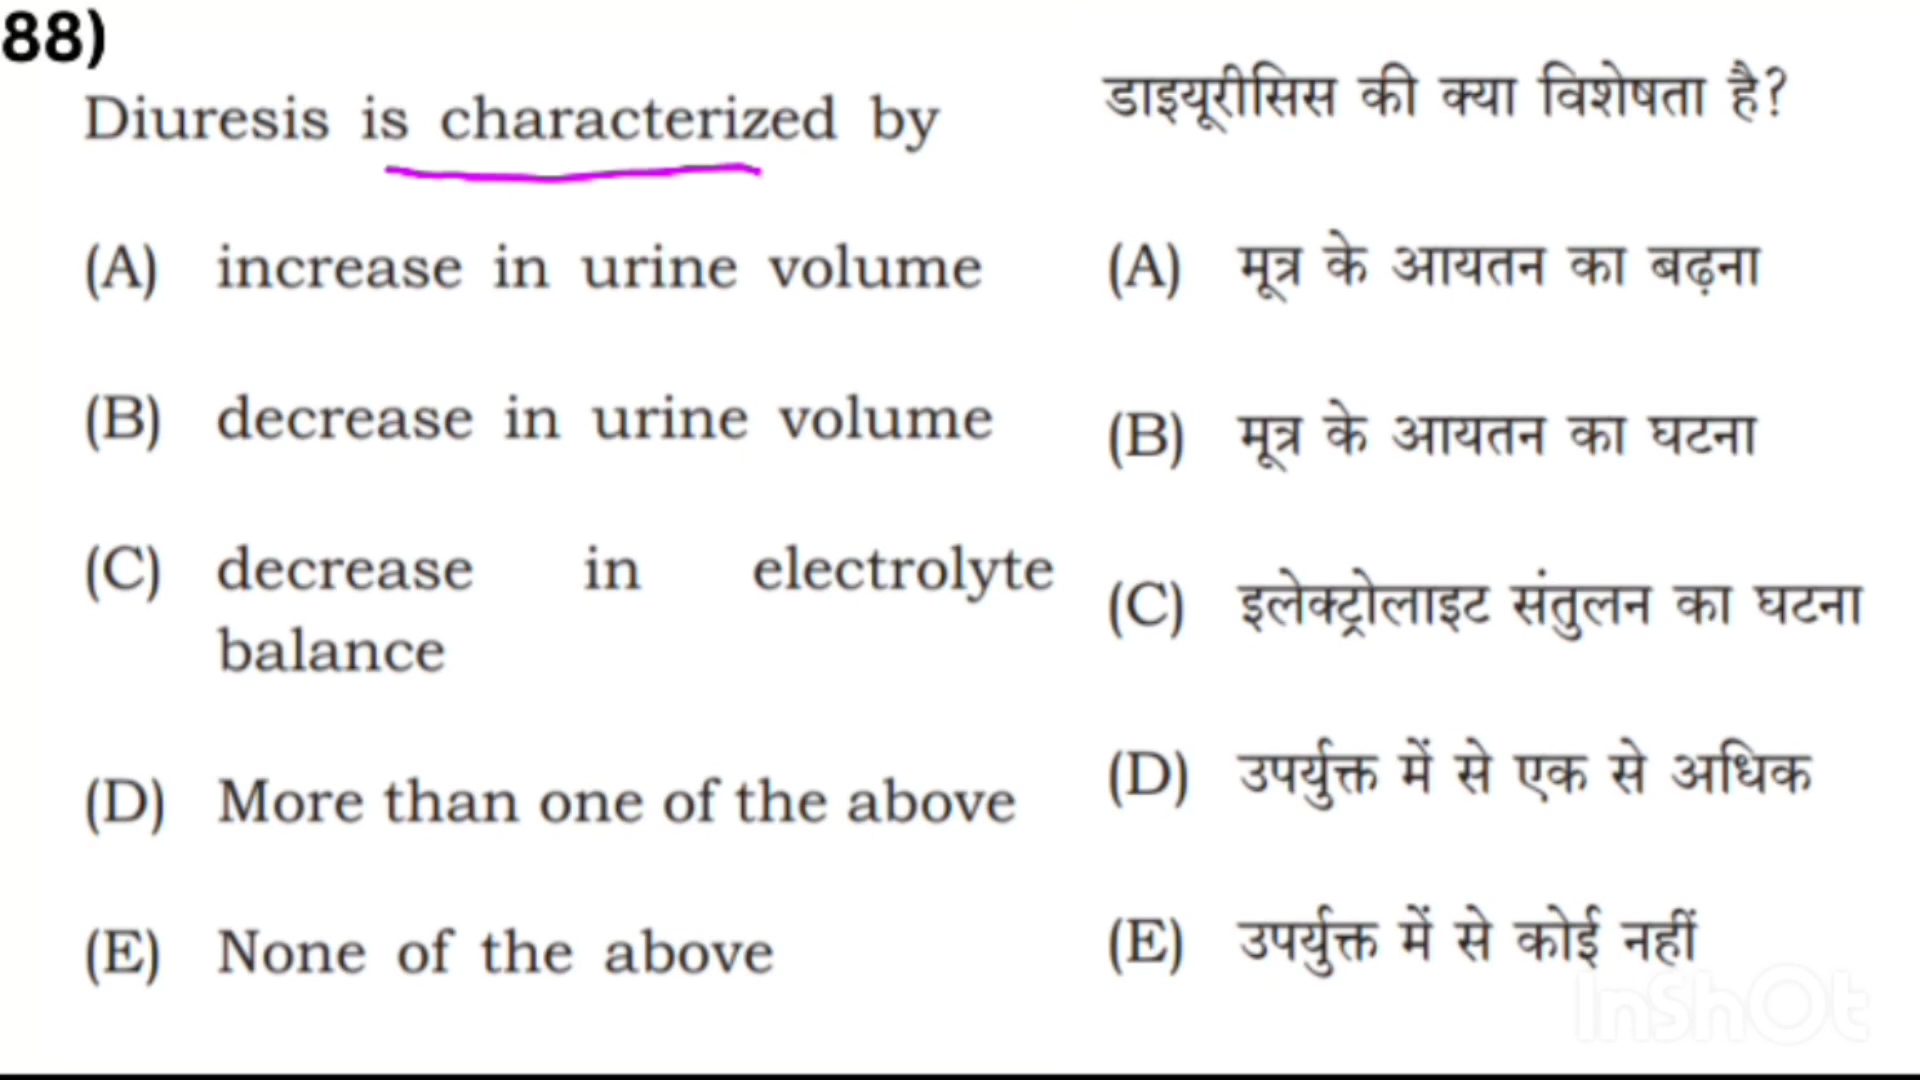 88)
Diuresis is characterized by
(A) increase in urine volume
(B) decrease in urine volume
(C) decrease in electrolyte
balance
(D) More than one of the above
(E) None of the above
डाइयूरीसिस की क्या विशेषता है?
(A) मूत्र के आयतन का बढ़ना
(B) मूत्र के आयतन का घटना
(C) इलेक्ट्रोलाइट संतुलन का घटना
(D) उपर्युक्त में से एक से अधिक
(E) उपर्युक्त में से कोई नहीं
InShOt